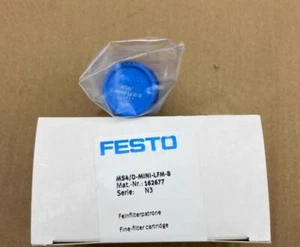 FESTO
MS4/D-MINI-LFM-B
Mat.-Nr.: 162677
Serie: N3
Feinfilterpatrone
Fine-filter cartridge